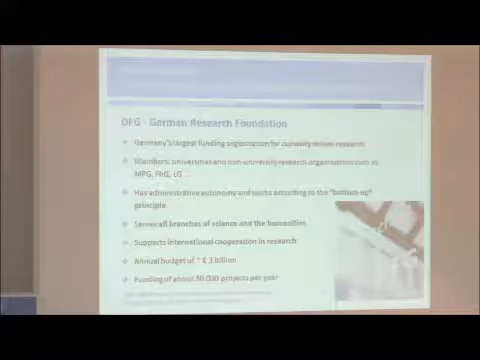 DFG - German Research Foundation
Germany's largest funding organisation for curiosity driven research
Members: universities and non-university research organisations such as
MPG, FhG, LG ...
Has administrative autonomy and works according to the "bottom-up"
principle
Serves all branches of science and the humanities
Supports international cooperation in research
Annual budget of ~ € 3 billion
Funding of about 30.000 projects per year